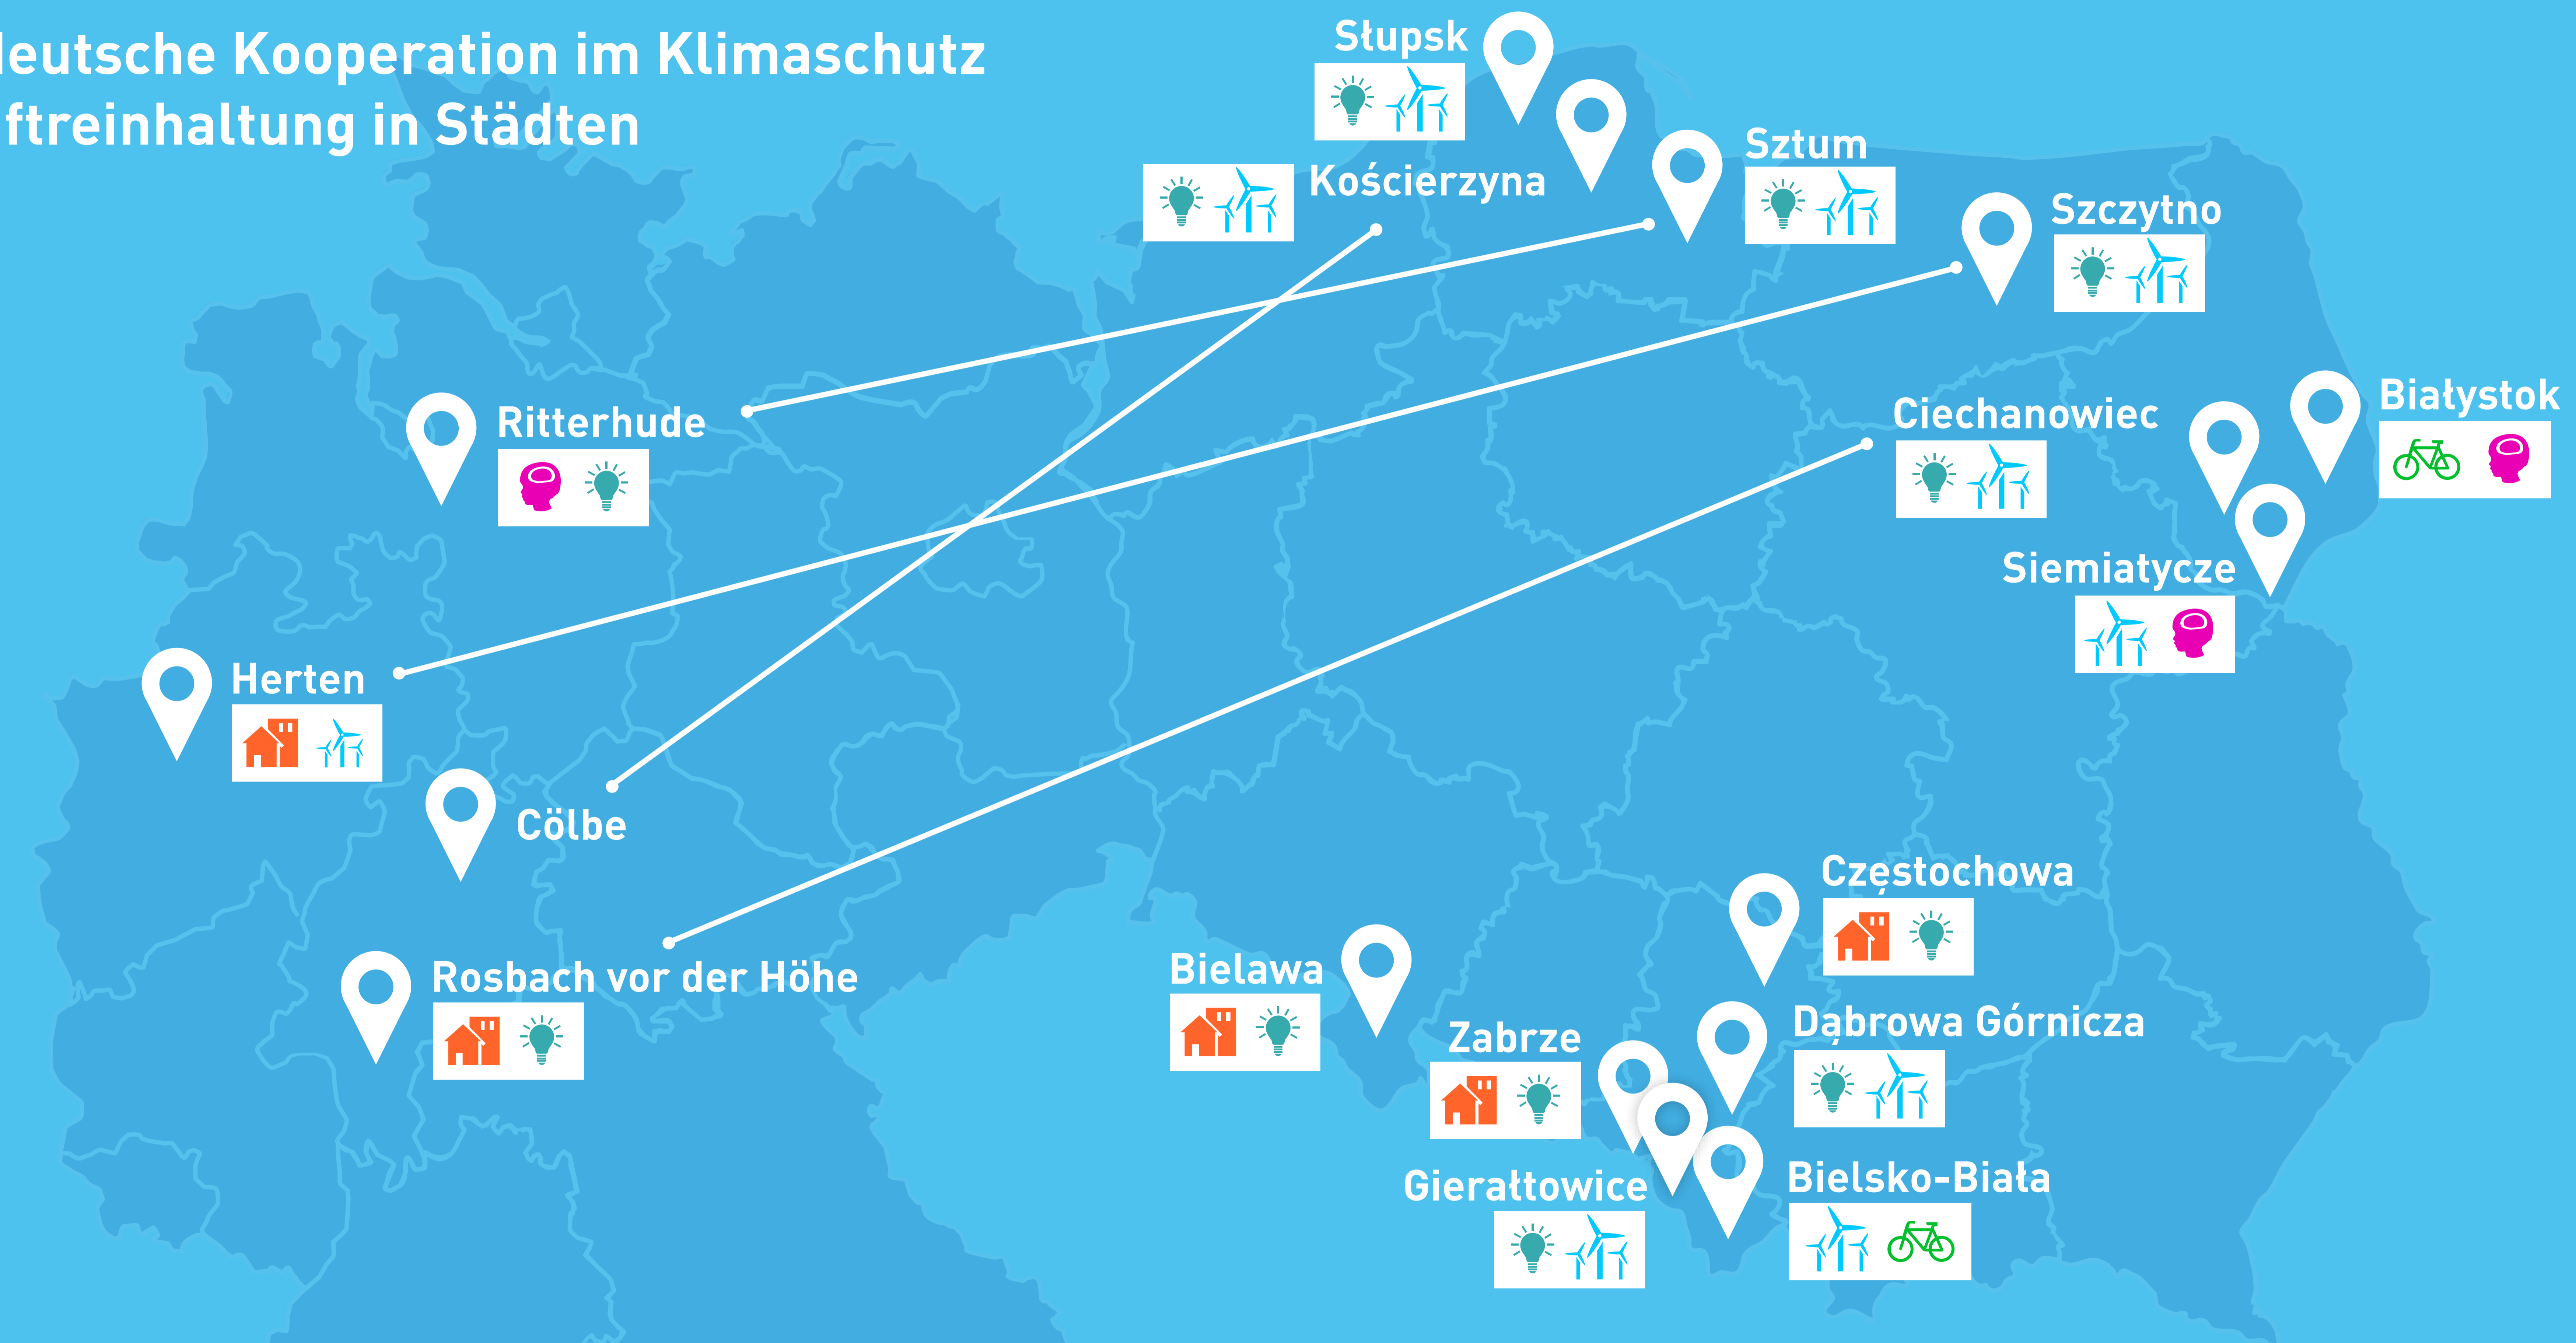 deutsche Kooperation im Klimaschutz
ftreinhaltung in Städten
Słupsk
Kościerzyna
Sztum
Szczytno
Ritterhude
Ciechanowiec
Białystok
Siemiatycze
Herten
Cölbe
Rosbach vor der Höhe
Częstochowa
Bielawa
Dąbrowa Górnicza
Zabrze
Gierałtowice
Bielsko-Biała